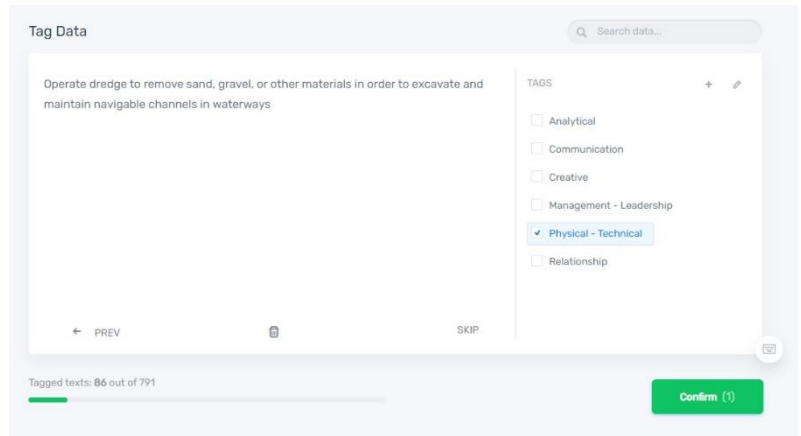 Tag Data
Search data...
Operate dredge to remove sand, gravel, or other materials in order to excavate and
maintain navigable channels in waterways
TAGS
Analytical
Communication
Creative
Management - Leadership
Physical - Technical
Relationship
PREV
SKIP
Tagged texts: 86 out of 791
Confirm (1)